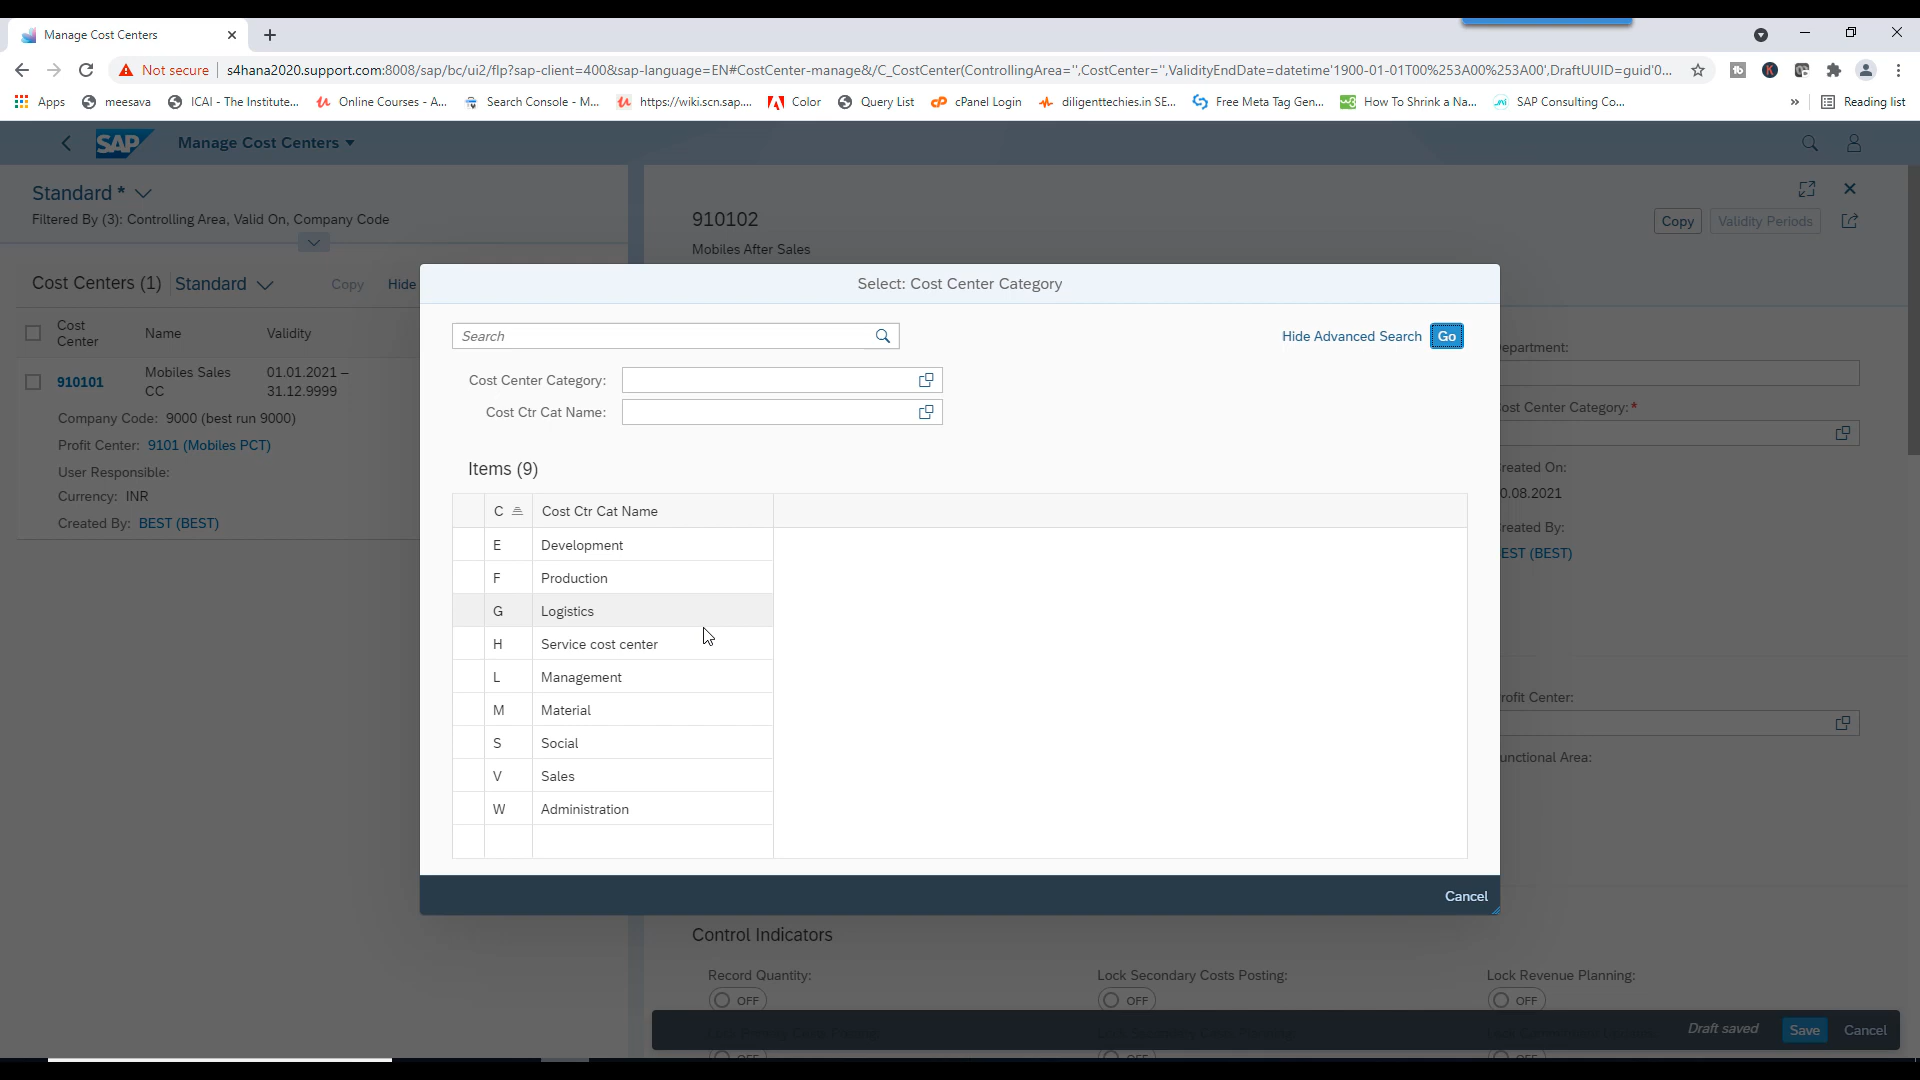 Manage Cost Centers
Not secure
s4hana2020.support.com:8008/sap/bc/ui2/flp?sap-client=400&sap-language=EN#CostCenter-manage&/C_CostCenter(ControllingArea='',CostCenter='',ValidityEndDate=datetime'1900-01-01T00%253A00%253A00',DraftUUID=guid'0...
Apps
meesava
ICAI - The Institute...
Online Courses - A...
Search Console - M...
https://wiki.scn.sap....
Color
Query List
cPanel Login
diligenttechies.in SE...
Free Meta Tag Gen...
How To Shrink a Na...
SAP Consulting Co...
»
Reading list
SAP
Manage Cost Centers
Standard *
Filtered By (3): Controlling Area, Valid On, Company Code
910102
Copy
Validity Periods
Mobiles After Sales
Cost Centers (1)
Standard
Copy
Hide
Cost Center
Name
Validity
910101
Mobiles Sales CC
01.01.2021 – 31.12.9999
Company Code: 9000 (best run 9000)
Profit Center: 9101 (Mobiles PCT)
User Responsible:
Currency: INR
Created By: BEST (BEST)
Select: Cost Center Category
Search
Hide Advanced Search
Go
Cost Center Category:
Cost Ctr Cat Name:
Items (9)
C
Cost Ctr Cat Name
E Development
F Production
G Logistics
H Service cost center
L Management
M Material
S Social
V Sales
W Administration
Cancel
epartment:
ost Center Category:*
reated On:
0.08.2021
reated By:
EST (BEST)
rofit Center:
unctional Area:
Control Indicators
Record Quantity:
Lock Secondary Costs Posting:
Lock Revenue Planning:
OFF
OFF
OFF
Draft saved
Save
Cancel